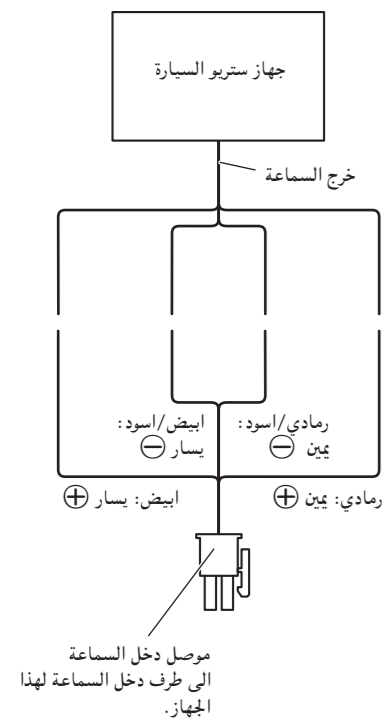 جهاز ستريو السيارة
خرج السماعة
رمادي/اسود:
يمين ⊖
ابيض/اسود:
يسار ⊖
رمادي: يمين ⊕
ابيض: يسار ⊕
موصل دخل السماعة
الى طرف دخل السماعة لهذا
الجهاز.